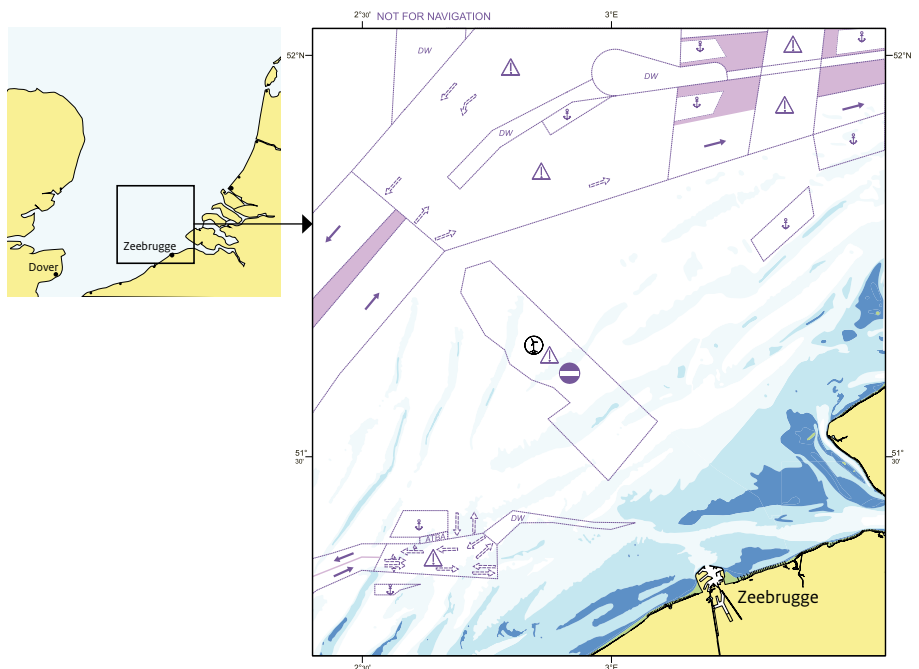 2°30' NOT FOR NAVIGATION 3°E
52°N
52°N
DW
DW
DW
Zeebrugge
Dover
51°
30'
51°
30'
DW
ATBA
Zeebrugge
2°30'
3°E